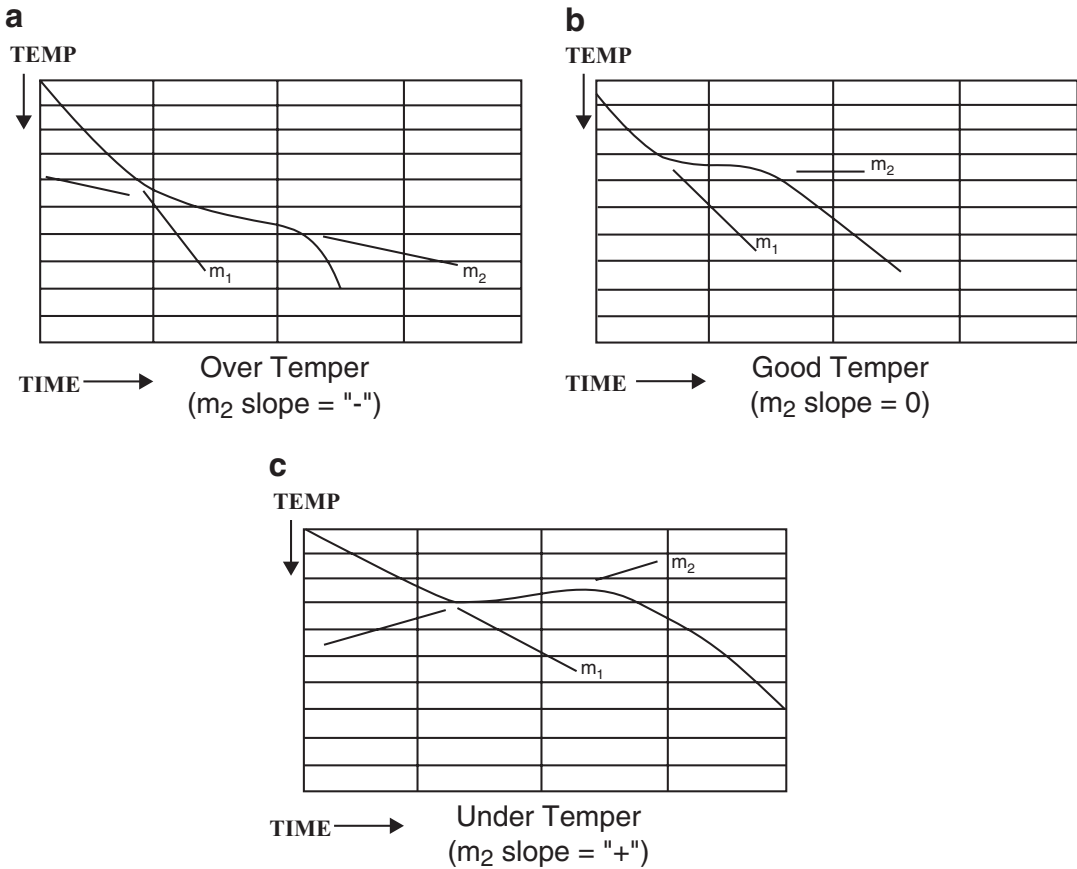 a
TEMP
m1
m2
TIME
Over Temper
(m2 slope = "-")
b
TEMP
m2
m1
TIME
Good Temper
(m2 slope = 0)
c
TEMP
m2
m1
TIME
Under Temper
(m2 slope = "+")